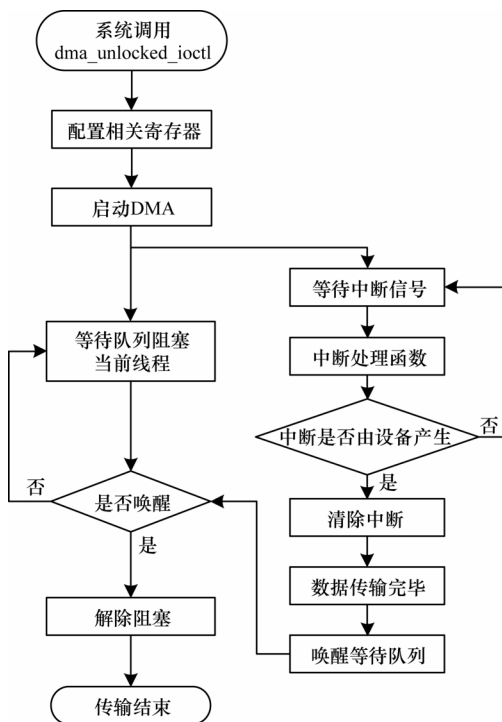 系统调用
dma_unlocked_ioctl
配置相关寄存器
启动DMA
等待队列阻塞
当前线程
是否唤醒
否
是
解除阻塞
传输结束
等待中断信号
中断处理函数
中断是否由设备产生
否
是
清除中断
数据传输完毕
唤醒等待队列